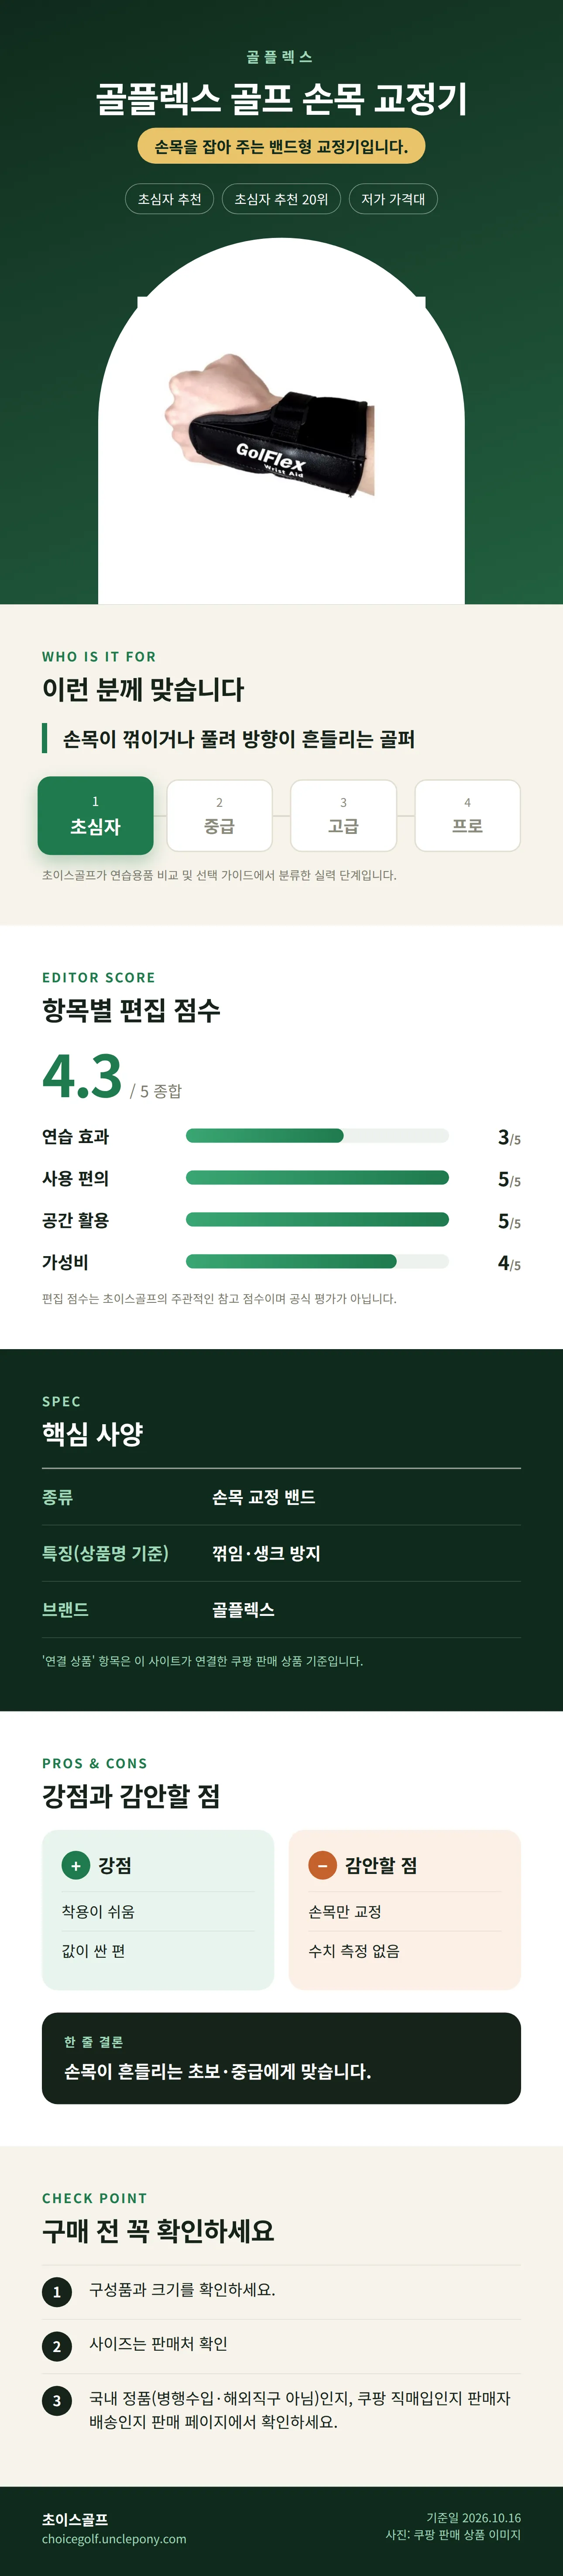 골플렉스
골플렉스 골프 손목 교정기
손목을 잡아 주는 밴드형 교정기입니다.
초심자 추천
초심자 추천 20위
저가 가격대
GolFlex
Wrist Aid
WHO IS IT FOR
이런 분께 맞습니다
손목이 꺾이거나 풀려 방향이 흔들리는 골퍼
1
초심자
2
중급
3
고급
4
프로
초이스골프가 연습용품 비교 및 선택 가이드에서 분류한 실력 단계입니다.
EDITOR SCORE
항목별 편집 점수
4.3 / 5 종합
연습 효과 3/5
사용 편의 5/5
공간 활용 5/5
가성비 4/5
편집 점수는 초이스골프의 주관적인 참고 점수이며 공식 평가가 아닙니다.
SPEC
핵심 사양
종류 손목 교정 밴드
특징(상품명 기준) 꺾임·생크 방지
브랜드 골플렉스
'연결 상품' 항목은 이 사이트가 연결한 쿠팡 판매 상품 기준입니다.
PROS & CONS
강점과 감안할 점
+ 강점
착용이 쉬움
값이 싼 편
− 감안할 점
손목만 교정
수치 측정 없음
한 줄 결론
손목이 흔들리는 초보·중급에게 맞습니다.
CHECK POINT
구매 전 꼭 확인하세요
1 구성품과 크기를 확인하세요.
2 사이즈는 판매처 확인
3 국내 정품(병행수입·해외직구 아님)인지, 쿠팡 직매입인지 판매자
배송인지 판매 페이지에서 확인하세요.
초이스골프
choicegolf.unclepony.com
기준일 2026.10.16
사진: 쿠팡 판매 상품 이미지